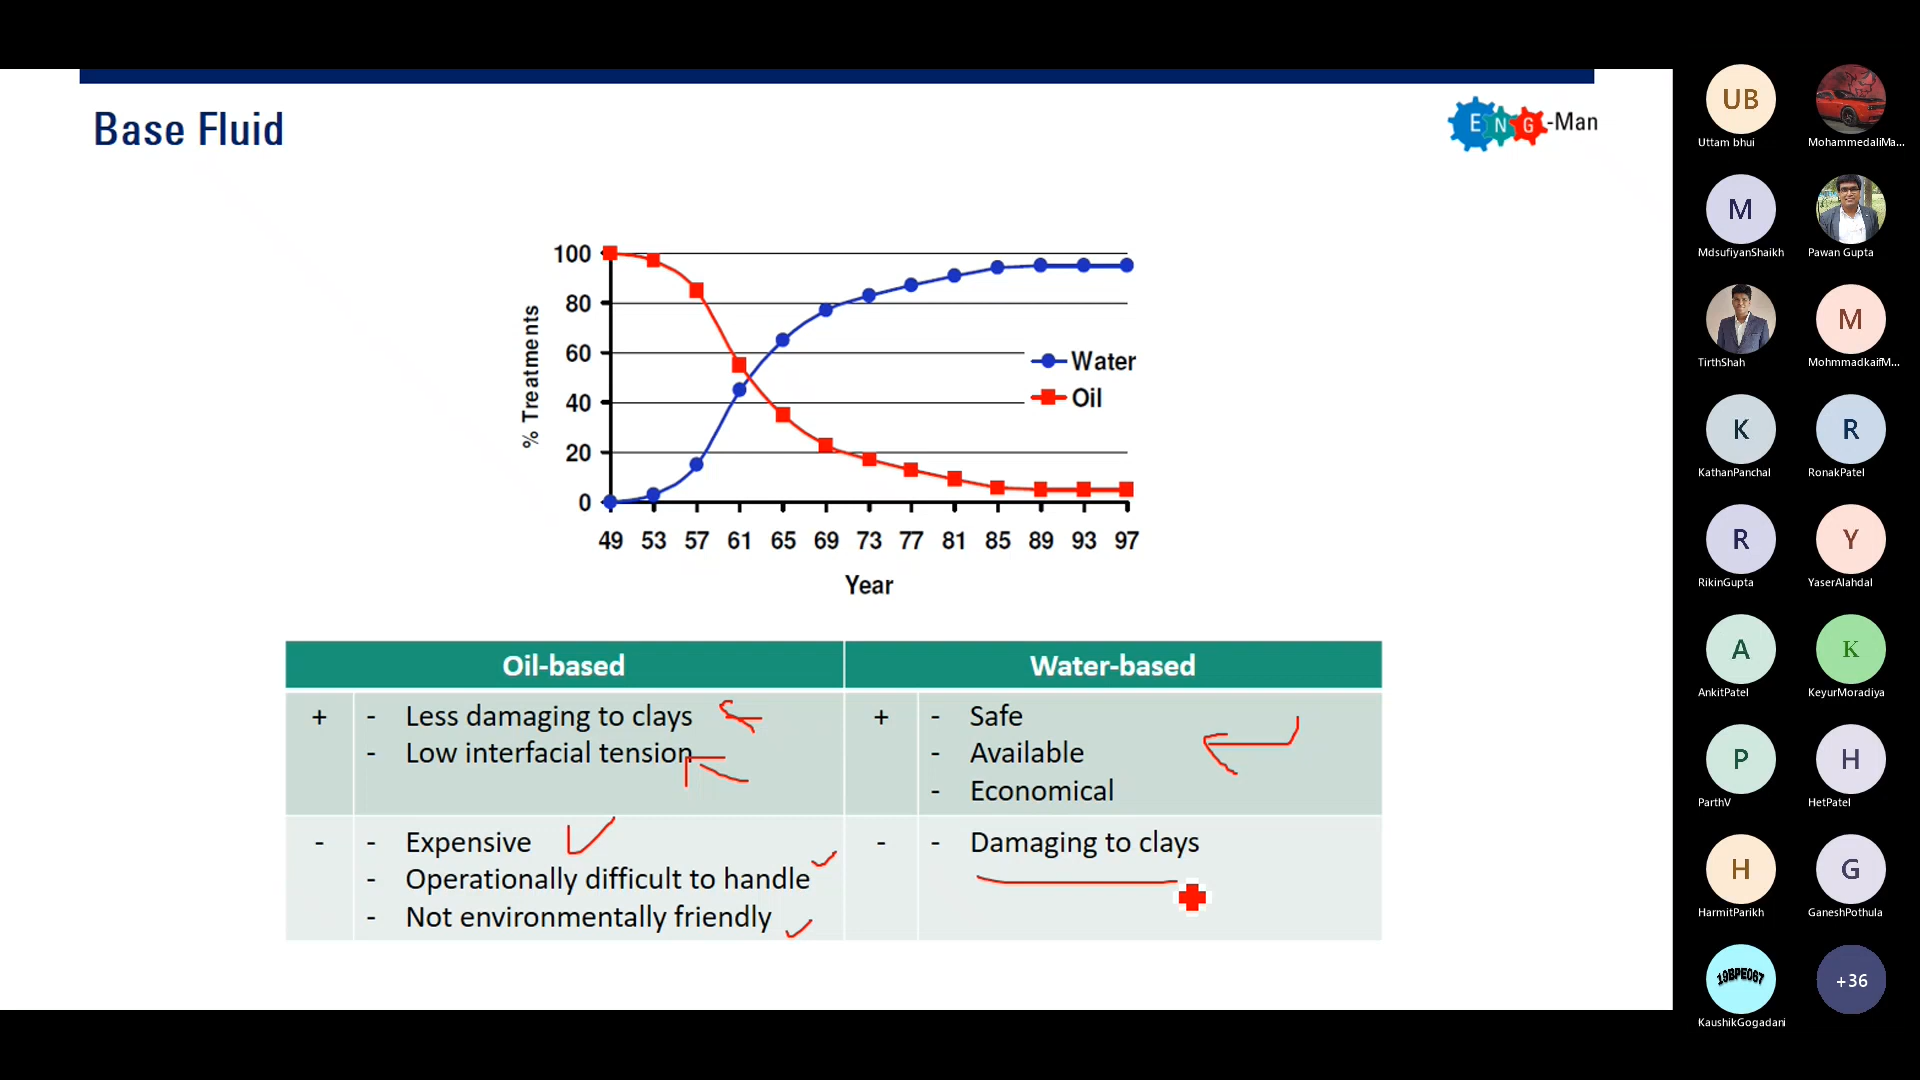 Base Fluid
ENG-Man
100
80
60
40
20
0
% Treatments
Water
Oil
49 53 57 61 65 69 73 77 81 85 89 93 97
Year
Oil-based Water-based
+ - Less damaging to clays
- Low interfacial tension
+ - Safe
- Available
- Economical
- - Expensive
- Operationally difficult to handle
- Not environmentally friendly
- - Damaging to clays
UB
Uttam bhui MohammedaliMa...
M
MdsufiyanShaikh Pawan Gupta
M
TirthShah MohmmadkaifM...
K R
KathanPanchal RonakPatel
R Y
RikinGupta YaserAlahdal
A K
AnkitPatel KeyurMoradiya
P H
ParthV HetPatel
H G
HarmitParikh GaneshPothula
19BPE067 +36
KaushikGogadani